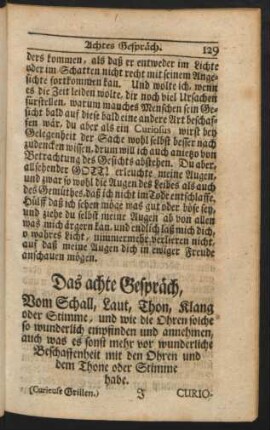 Achtes Gespräch. 129
ders kommen, als daß er entweder im Lichte
oder im Schatten nicht recht mit seinem Ange-
sichte fortkommen kan. Und wolte ich, wenn
es die Zeit leiden wolte, dir noch viel Ursachen
fürstellen, warum manches Menschen sein Ge-
sicht bald auf diese bald eine andere Art beschaf-
fen wäre, du aber als ein Curiosus wirst bey
Gelegenheit der Sache wohl selbst besser nach
zudencken wissen, drum will ich auch anietzo von
Betrachtung des Gesichts abstehen. Du aber,
allsehender GOTT! erleuchte meine Augen,
und zwar so wohl die Augen des Leibes als auch
des Gemüthes, daß ich nicht im Tode entschlaffe,
Hülff daß ich sehen möge was gut oder böse sey,
und ziehe du selbst meine Augen ab von allen
was mich ärgern kan, und endlich laß mich dich,
o wahres Licht, nimmermehr verlieren nicht,
auf daß meine Augen dich in ewiger Freude
anschauen mögen.
Das achte Gespräch,
Vom Schall, Laut, Thon, Klang
oder Stimme, und wie die Ohren solche
so wunderlich empfinden und annehmen,
auch was es sonst mehr vor wunderliche
Beschaffenheit mit den Ohren und
dem Thone oder Stimme
habe.
(Curieuse Grillen.) J CURIO-